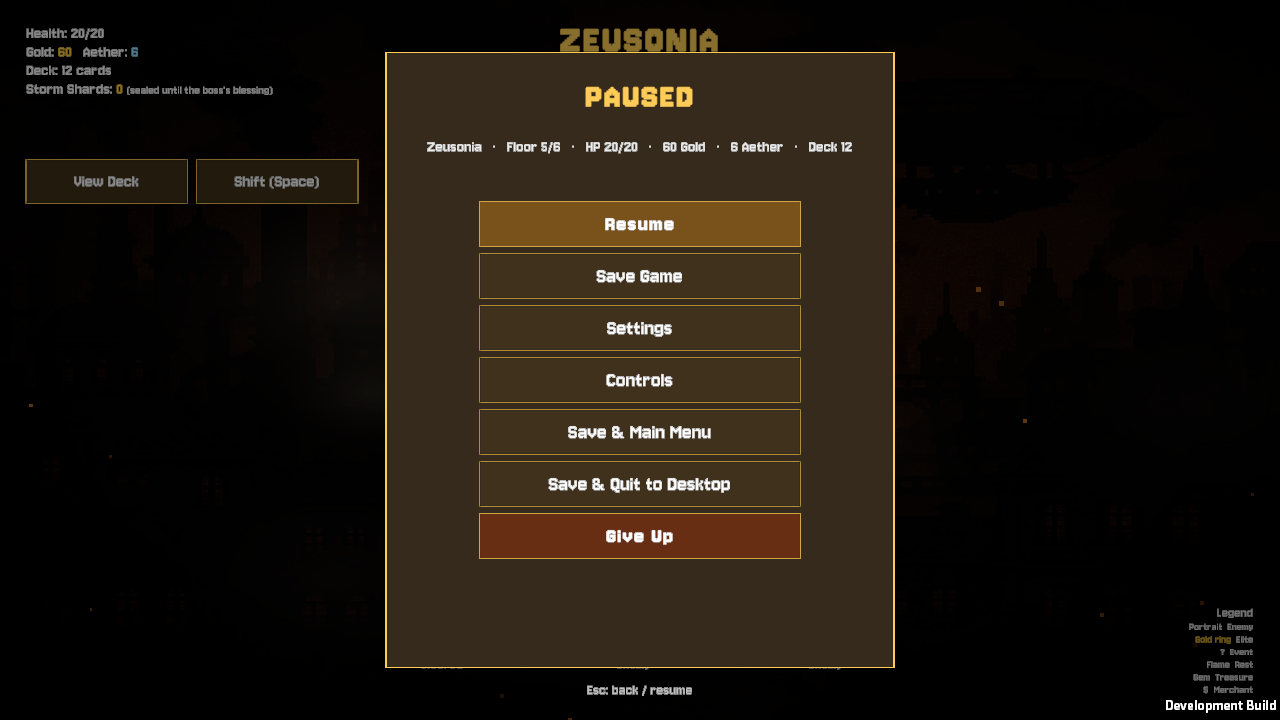 Health: 20/20
Gold: 60 Aether: 6
Deck: 12 cards
Storm Shards: 0 (sealed until the boss's blessing)
View Deck
Shift (Space)
ZEUSONIA
PAUSED
Zeusonia · Floor 5/6 · HP 20/20 · 60 Gold · 6 Aether · Deck 12
Resume
Save Game
Settings
Controls
Save & Main Menu
Save & Quit to Desktop
Give Up
Esc: back / resume
Legend
Portrait Enemy
Gold ring Elite
? Event
Flame Rest
Gem Treasure
$ Merchant
Development Build